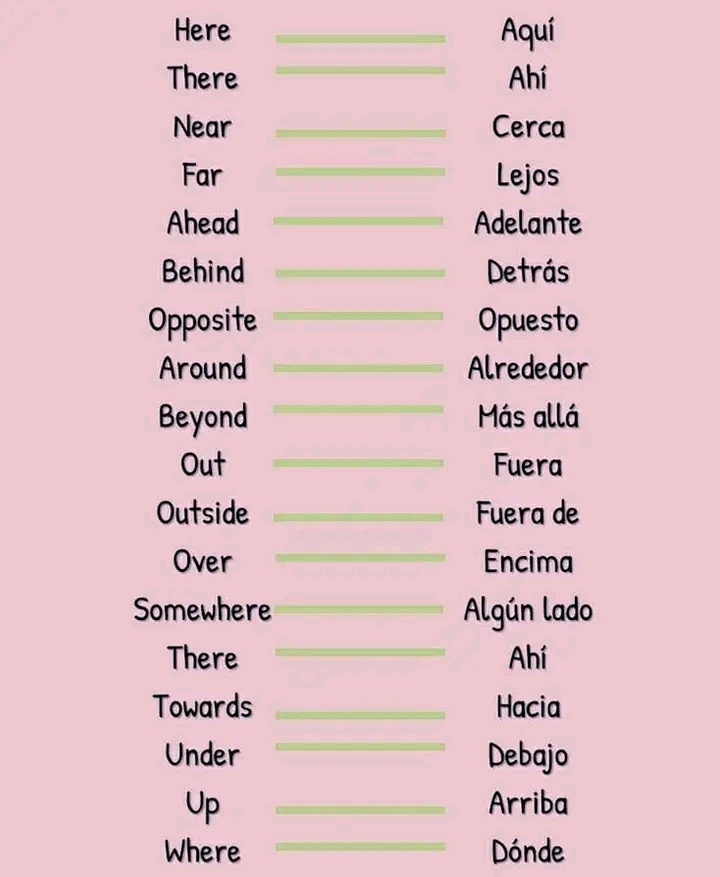 Here Aquí
There Ahí
Near Cerca
Far Lejos
Ahead Adelante
Behind Detrás
Opposite Opuesto
Around Alrededor
Beyond Más allá
Out Fuera
Outside Fuera de
Over Encima
Somewhere Algún lado
There Ahí
Towards Hacia
Under Debajo
Up Arriba
Where Dónde